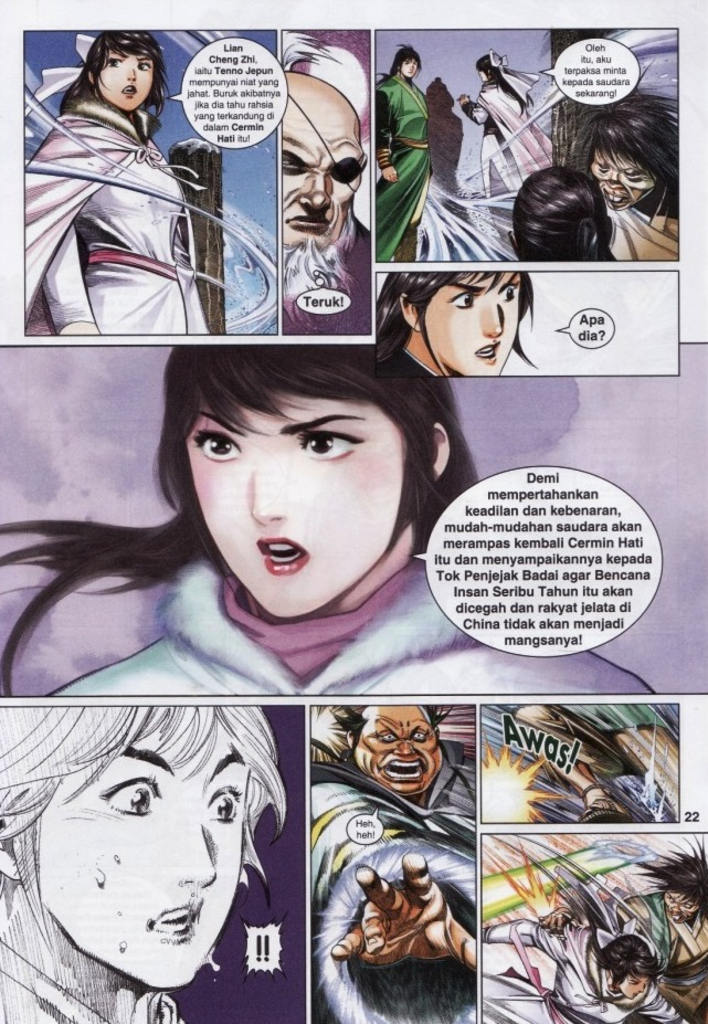 Lian
Cheng Zhi,
iaitu Tenno Jepun
mempunyai niat yang
jahat. Buruk akibatnya
jika dia tahu rahsia
yang terkandung di
dalam Cermin
Hati itu!
Teruk!
Oleh
itu, aku
terpaksa minta
kepada saudara
sekarang!
Apa
dia?
Demi
mempertahankan
keadilan dan kebenaran,
mudah-mudahan saudara akan
merampas kembali Cermin Hati
itu dan menyampaikannya kepada
Tok Penjejak Badai agar Bencana
Insan Seribu Tahun itu akan
dicegah dan rakyat jelata di
China tidak akan menjadi
mangsanya!
!!
Heh,
heh!
Awas!
22